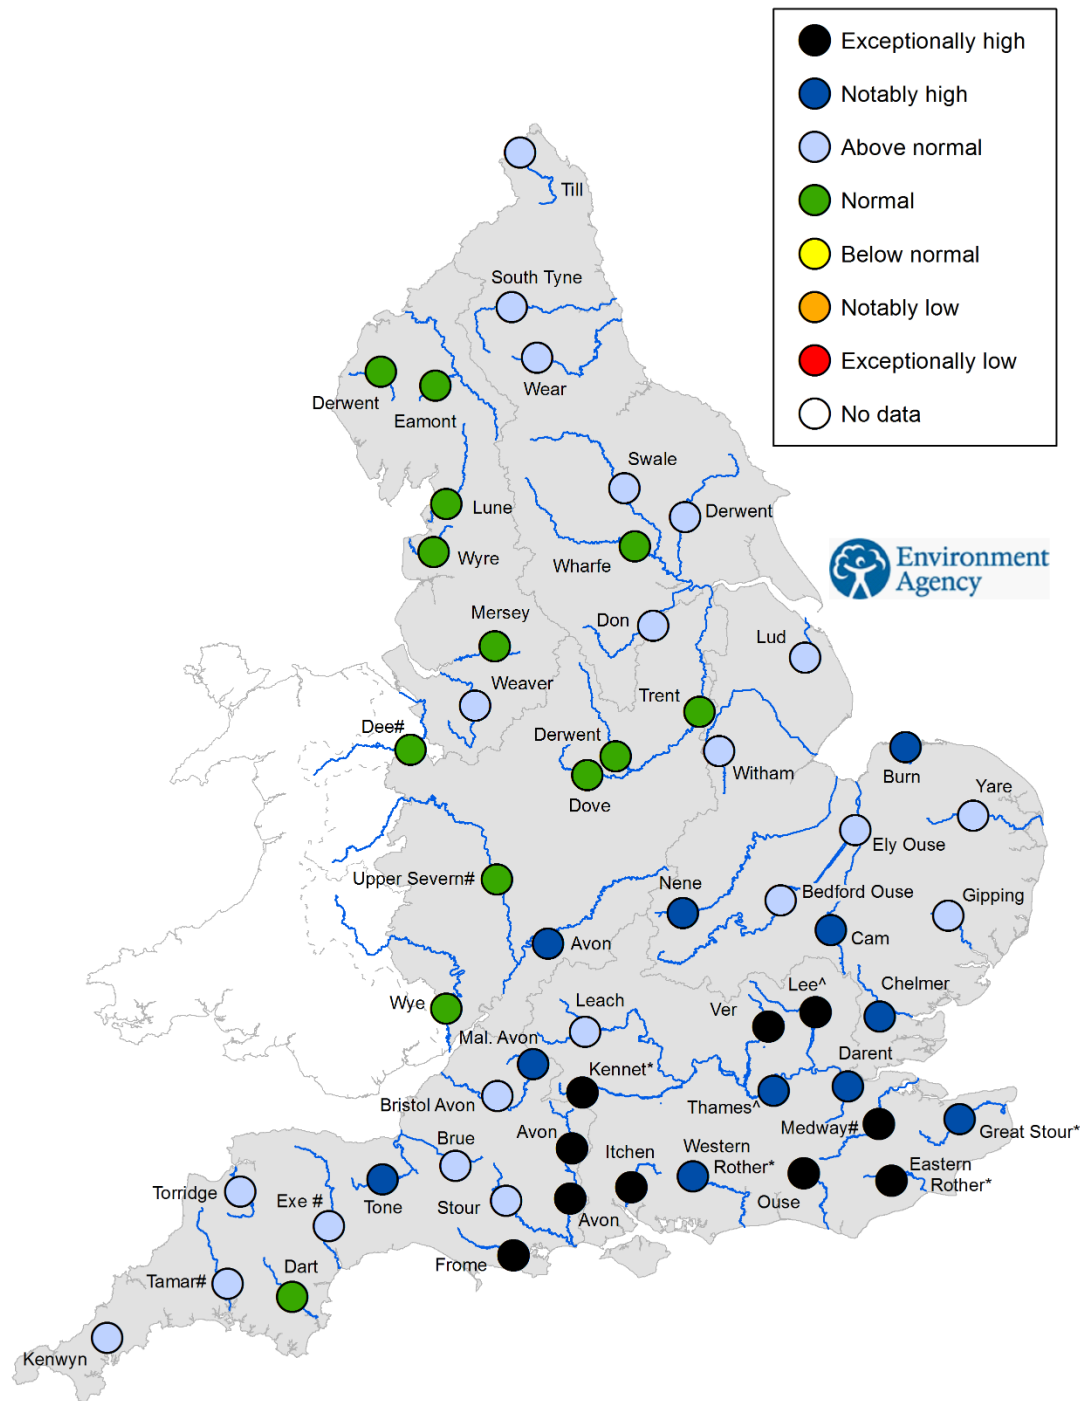 Exceptionally high
Notably high
Above normal
Normal
Below normal
Notably low
Exceptionally low
No data
Till
South Tyne
Wear
Derwent
Eamont
Swale
Lune
Derwent
Wyre
Wharfe
Environment
Agency
Mersey
Don
Lud
Weaver
Trent
Dee#
Derwent
Witham
Burn
Dove
Yare
Ely Ouse
Upper Severn#
Nene
Bedford Ouse
Gipping
Avon
Cam
Lee^
Chelmer
Wye
Leach
Ver
Mal. Avon
Darent
Kennet*
Bristol Avon
Thames^
Medway#
Great Stour*
Avon
Brue
Itchen
Western
Rother*
Eastern
Rother*
Torridge
Exe #
Tone
Stour
Ouse
Avon
Frome
Dart
Tamar#
Kenwyn